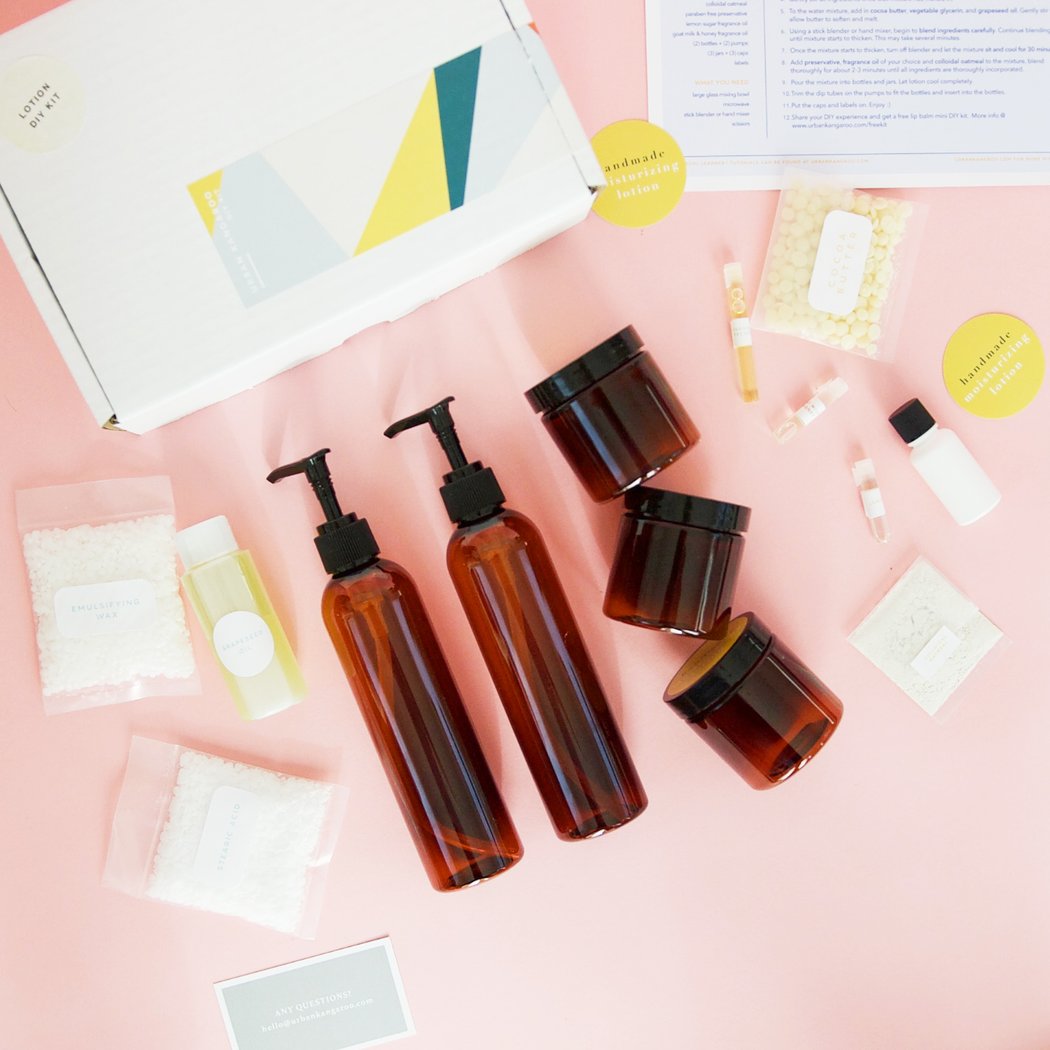 LOTION
DIY KIT
URBAN KANGAROO
colloidal oatmeal
paraben free preservative
lemon sugar fragrance oil
goat milk & honey fragrance oil
(2) bottles + (2) pumps
(3) jars + (3) caps
labels
WHAT YOU NEED
large glass mixing bowl
microwave
stick blender or hand mixer
scissors
5. To the water mixture, add in cocoa butter, vegetable glycerin, and grapeseed oil. Gently
allow butter to soften and melt.
6. Using a stick blender or hand mixer, begin to blend ingredients carefully. Continue blending
until mixture starts to thicken. This may take several minutes.
7. Once the mixture starts to thicken, turn off blender and let the mixture sit and cool for 30
8. Add preservative, fragrance oil of your choice and colloidal oatmeal to the mixture, blend
thoroughly for about 2-3 minutes until all ingredients are thoroughly incorporated.
9. Pour the mixture into bottles and jars. Let lotion cool completely.
10. Trim the dip tubes on the pumps to fit the bottles and insert into the bottles.
11. Put the caps and labels on. Enjoy :)
12. Share your DIY experience and get a free lip balm mini DIY kit. More info @
www.urbankangaroo.com/freekit
handmade
moisturizing
lotion
COCOA
BUTTER
handmade
moisturizing
lotion
EMULSIFYING
WAX
GRAPESEED
OIL
STEARIC ACID
ANY QUESTIONS?
hello@urbankangaroo.com